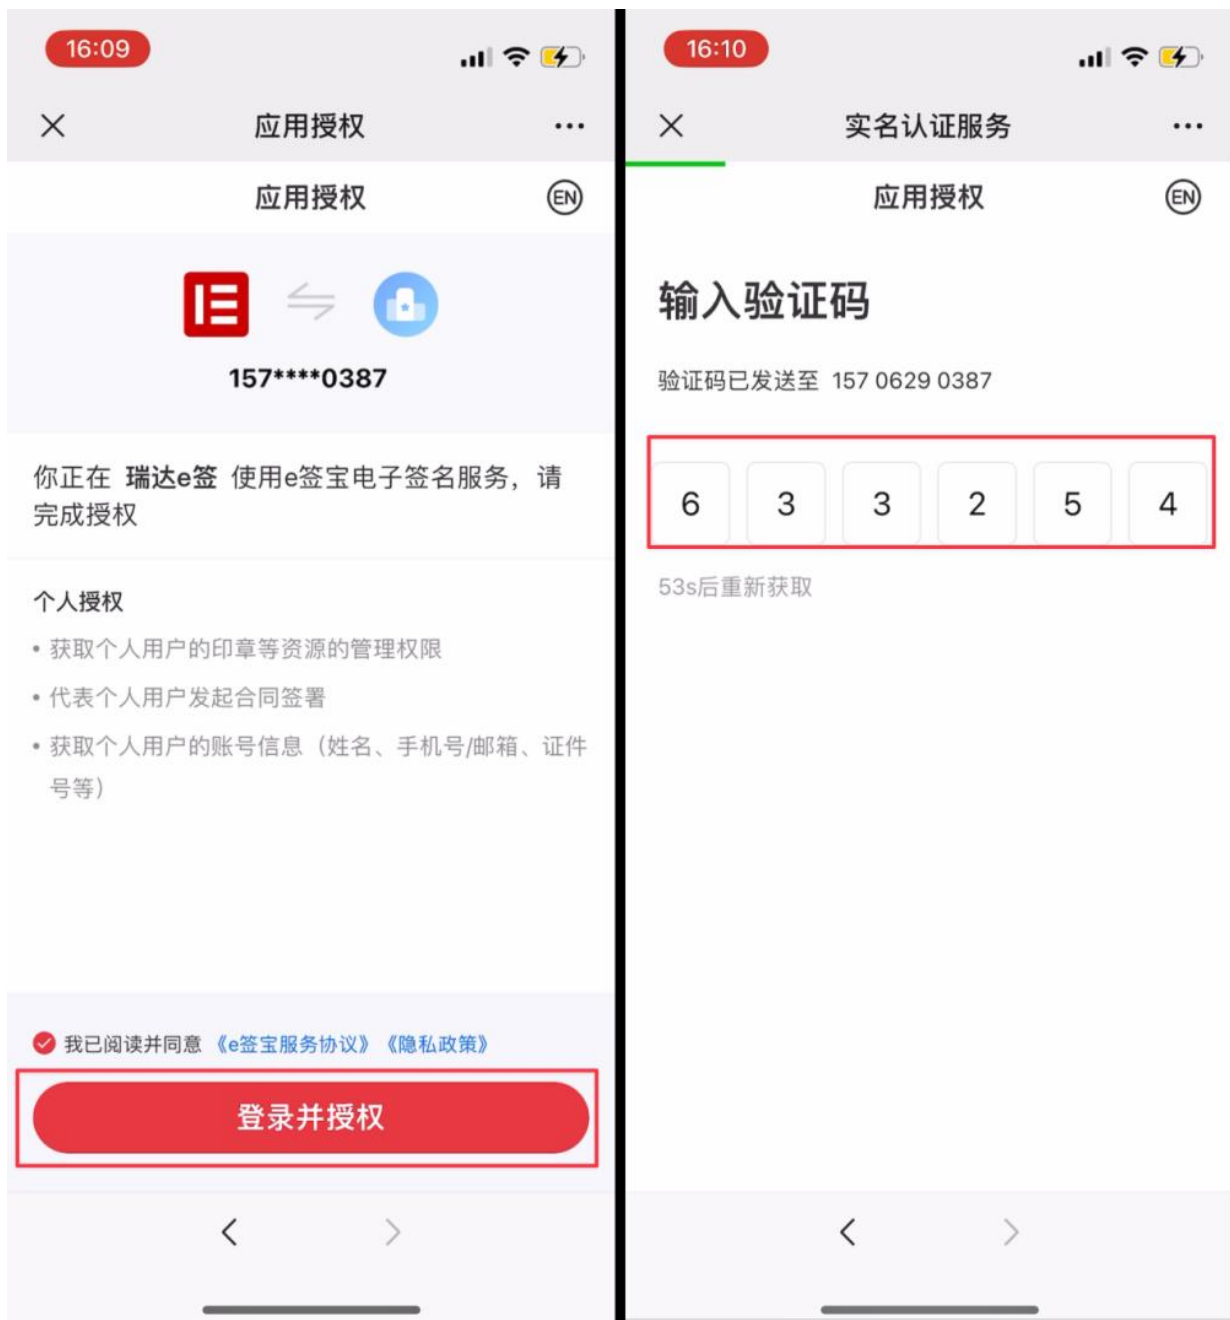 16:09
应用授权
应用授权
EN
157****0387
你正在 瑞达e签 使用e签宝电子签名服务，请
完成授权
个人授权
• 获取个人用户的印章等资源的管理权限
• 代表个人用户发起合同签署
• 获取个人用户的账号信息（姓名、手机号/邮箱、证件
号等）
我已阅读并同意 《e签宝服务协议》《隐私政策》
登录并授权
16:10
实名认证服务
应用授权
EN
输入验证码
验证码已发送至 157 0629 0387
6 3 3 2 5 4
53s后重新获取